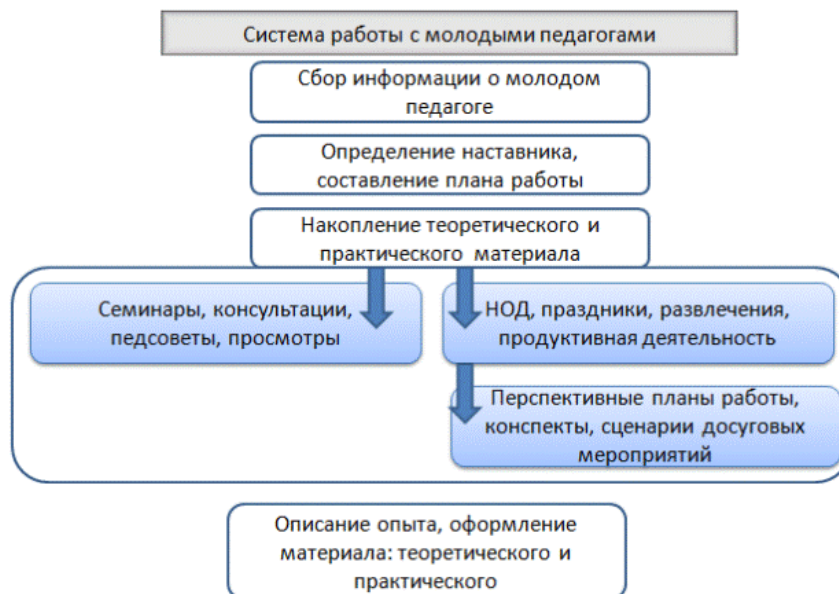 Система работы с молодыми педагогами
Сбор информации о молодом
педагоге
Определение наставника,
составление плана работы
Накопление теоретического и
практического материала
Семинары, консультации,
педсоветы, просмотры
НОД, праздники, развлечения,
продуктивная деятельность
Перспективные планы работы,
конспекты, сценарии досуговых
мероприятий
Описание опыта, оформление
материала: теоретического и
практического